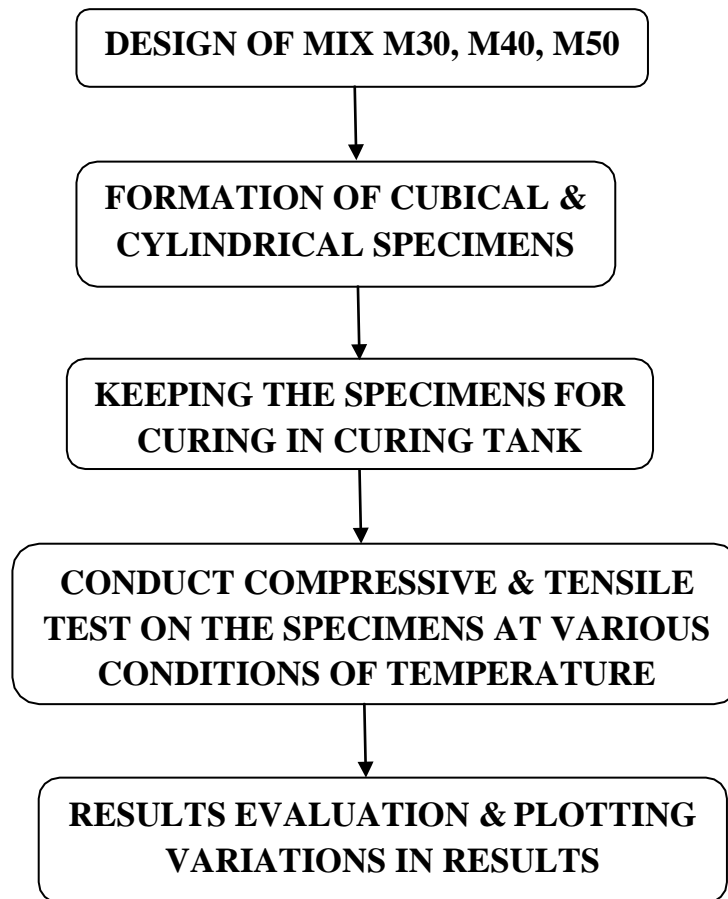 DESIGN OF MIX M30, M40, M50
FORMATION OF CUBICAL &
CYLINDRICAL SPECIMENS
KEEPING THE SPECIMENS FOR
CURING IN CURING TANK
CONDUCT COMPRESSIVE & TENSILE
TEST ON THE SPECIMENS AT VARIOUS
CONDITIONS OF TEMPERATURE
RESULTS EVALUATION & PLOTTING
VARIATIONS IN RESULTS